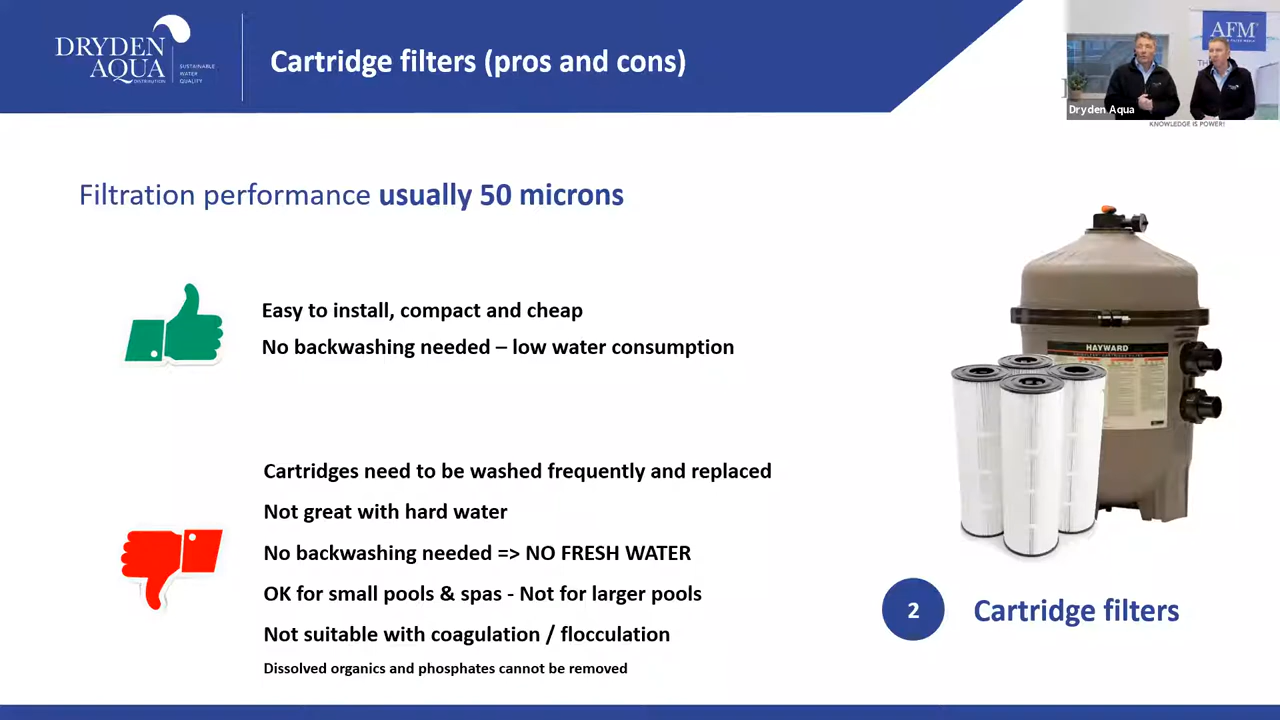 DRYDEN
AQUA
DISTRIBUTION
SUSTAINABLE
WATER
QUALITY
Cartridge filters (pros and cons)
AFM
Dryden Aqua
KNOWLEDGE IS POWER!
Filtration performance usually 50 microns
Easy to install, compact and cheap
No backwashing needed – low water consumption
HAYWARD
Cartridges need to be washed frequently and replaced
Not great with hard water
No backwashing needed => NO FRESH WATER
OK for small pools & spas - Not for larger pools
Not suitable with coagulation / flocculation
Dissolved organics and phosphates cannot be removed
2
Cartridge filters